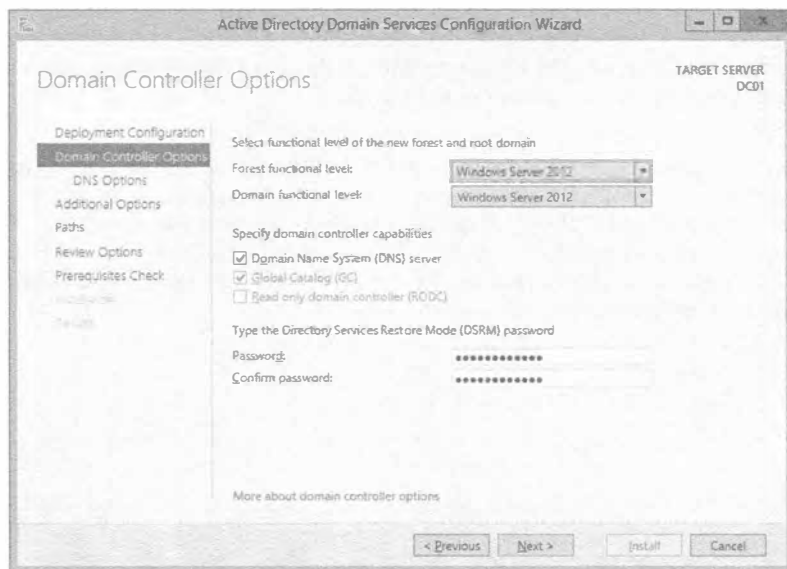 Active Directory Domain Services Configuration Wizard
Domain Controller Options
TARGET SERVER
DC01
Deployment Configuration
Domain Controller Options
DNS Options
Additional Options
Paths
Review Options
Prerequisites Check
Select functional level of the new forest and root domain
Forest functional level: Windows Server 2012
Domain functional level: Windows Server 2012
Specify domain controller capabilities
Domain Name System (DNS) server
Global Catalog (GC)
Read only domain controller (RODC)
Type the Directory Services Restore Mode (DSRM) password
Password: ••••••••••••
Confirm password: ••••••••••••
More about domain controller options
< Previous
Next >
Install
Cancel